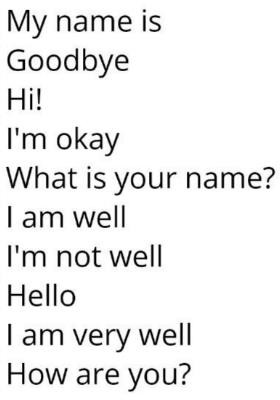 My name is
Goodbye
Hi!
I'm okay
What is your name?
I am well
I'm not well
Hello
I am very well
How are you?